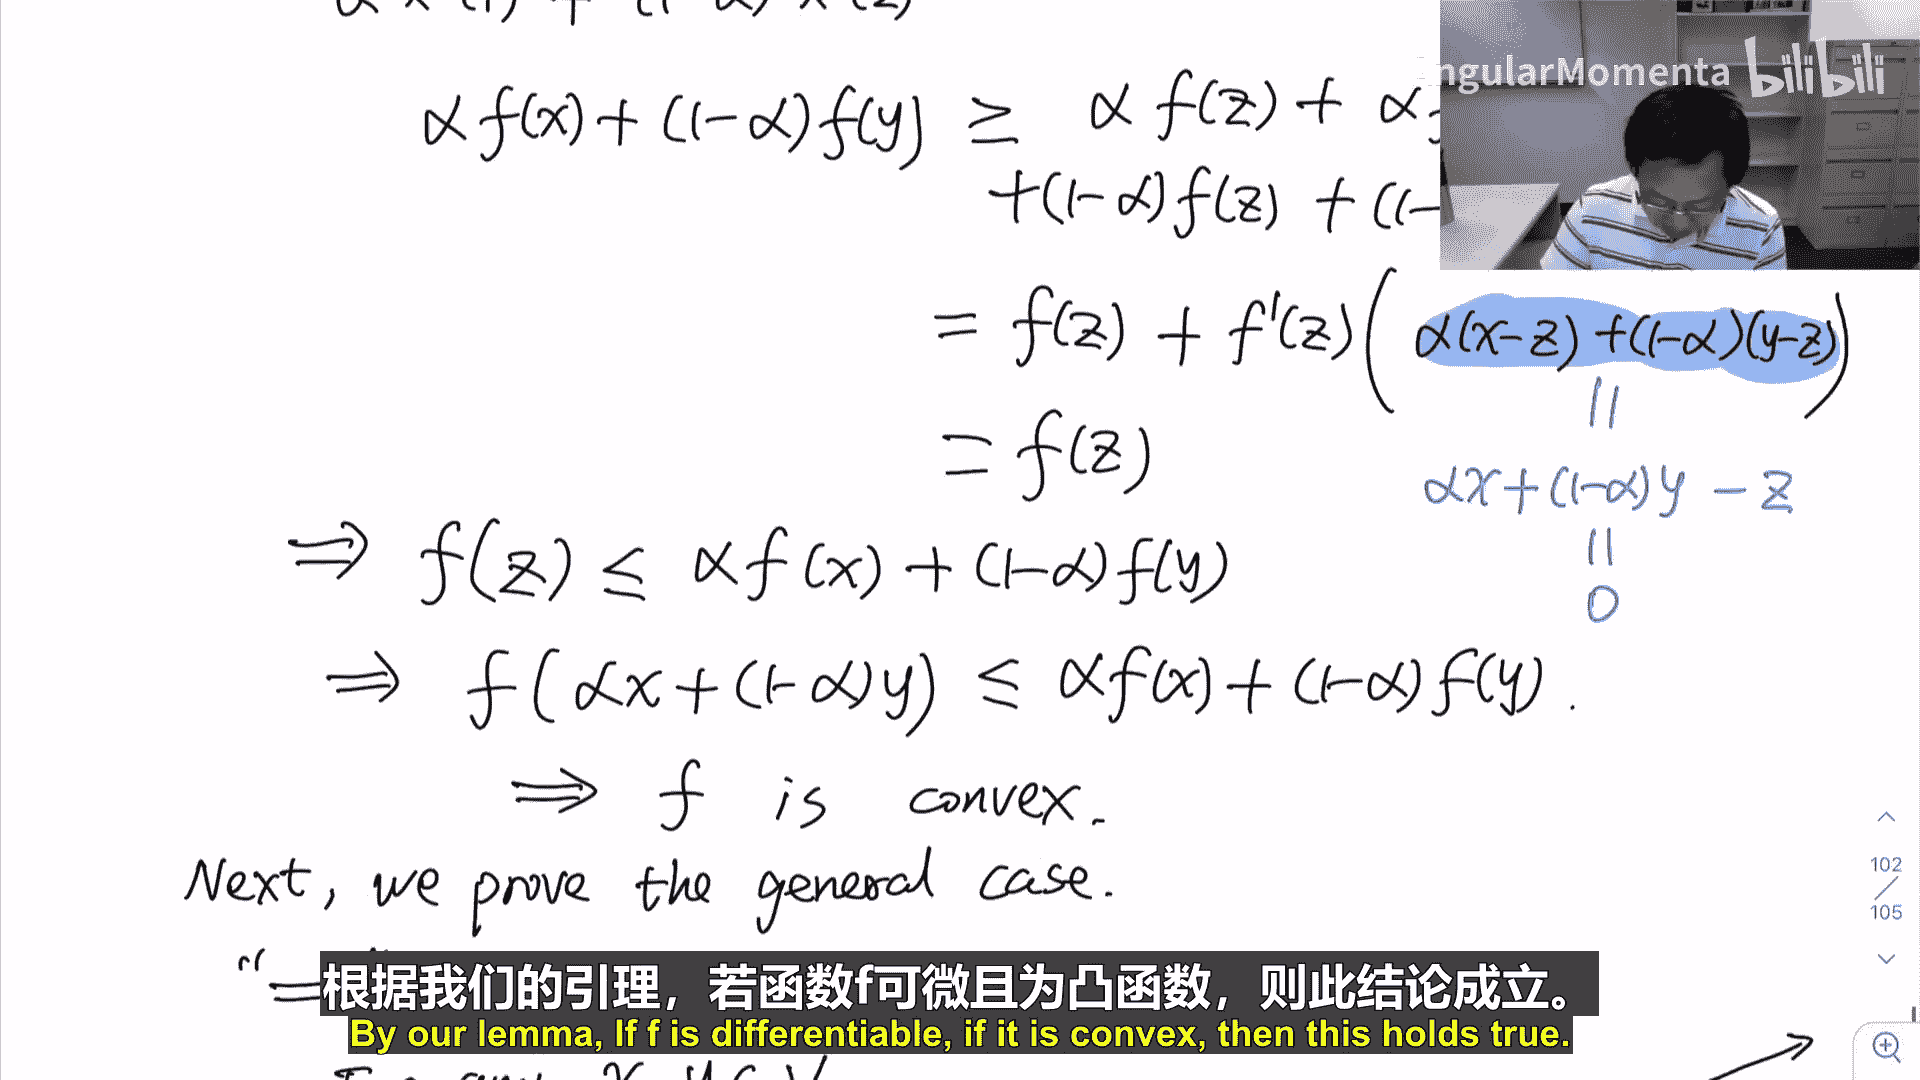 αf(x)+(1-α)f(y) ≥ αf(z)+ α
+(1-α)f(z) + (1-
ngularMomenta bilibili
= f(z) + f'(z)(α(x-z)+(1-α)(y-z))
||
= f(z)
αx+(1-α)y - z
||
0
⇒ f(z) ≤ αf(x)+(1-α)f(y)
⇒ f(αx+(1-α)y) ≤ αf(x)+(1-α)f(y).
⇒ f is convex.
Next, we prove the general case.
102
/
105
根据我们的引理，若函数f可微且为凸函数，则此结论成立。
By our lemma, If f is differentiable, if it is convex, then this holds true.